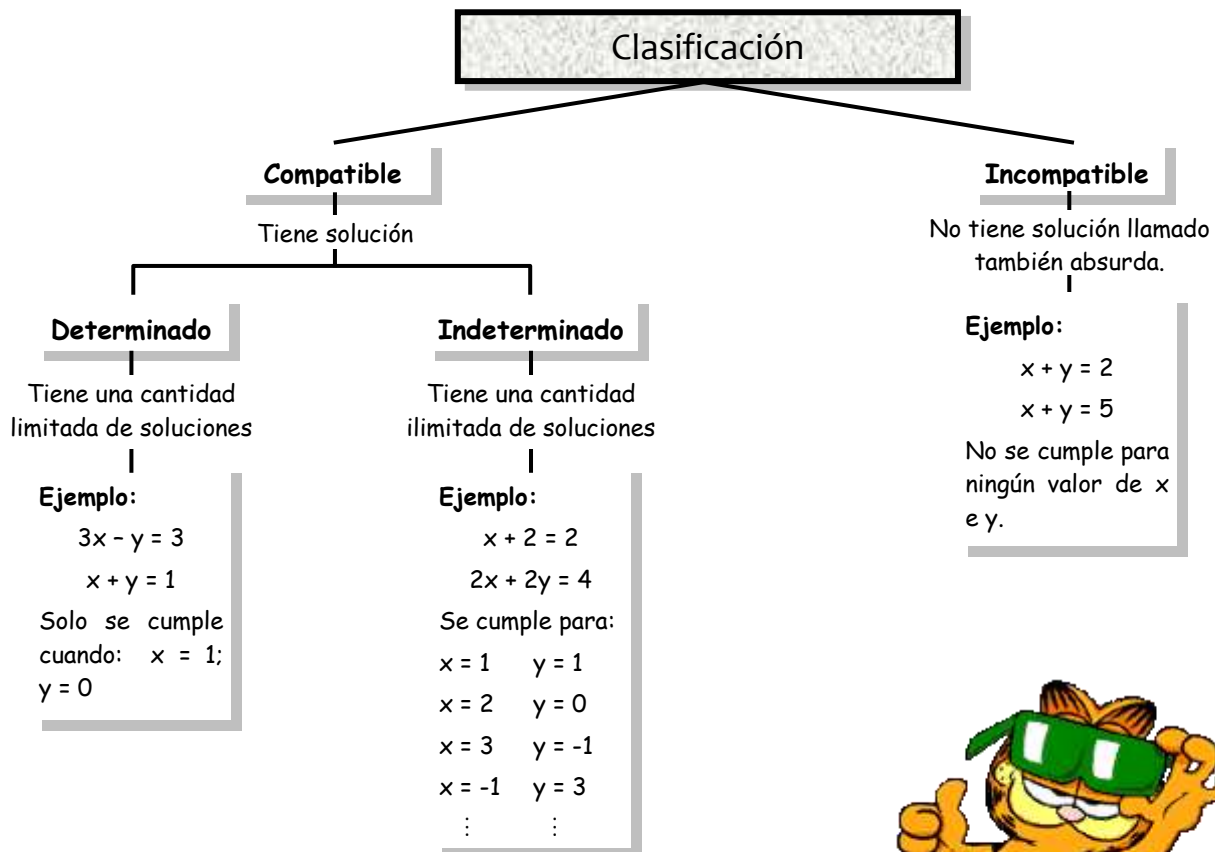 Clasificación
Compatible
Tiene solución
Determinado
Tiene una cantidad
limitada de soluciones
Ejemplo:
3x – y = 3
x + y = 1
Solo se cumple
cuando: x = 1;
y = 0
Indeterminado
Tiene una cantidad
ilimitada de soluciones
Ejemplo:
x + 2 = 2
2x + 2y = 4
Se cumple para:
x = 1 y = 1
x = 2 y = 0
x = 3 y = -1
x = -1 y = 3
⋮ ⋮
Incompatible
No tiene solución llamado
también absurda.
Ejemplo:
x + y = 2
x + y = 5
No se cumple para
ningún valor de x
e y.